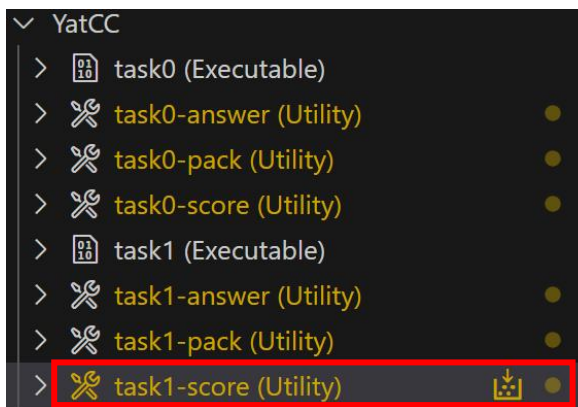 YatCC
task0 (Executable)
task0-answer (Utility)
task0-pack (Utility)
task0-score (Utility)
task1 (Executable)
task1-answer (Utility)
task1-pack (Utility)
task1-score (Utility)